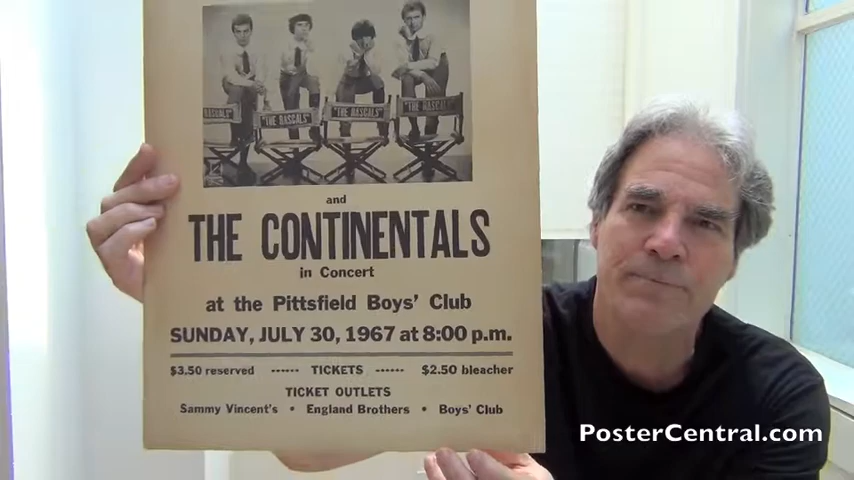 "THE RASCALS" "THE RASCALS" "THE RASCALS"
and
THE CONTINENTALS
in Concert
at the Pittsfield Boys' Club
SUNDAY, JULY 30, 1967 at 8:00 p.m.
$3.50 reserved ------ TICKETS ------ $2.50 bleacher
TICKET OUTLETS
Sammy Vincent's • England Brothers • Boys' Club
PosterCentral.com